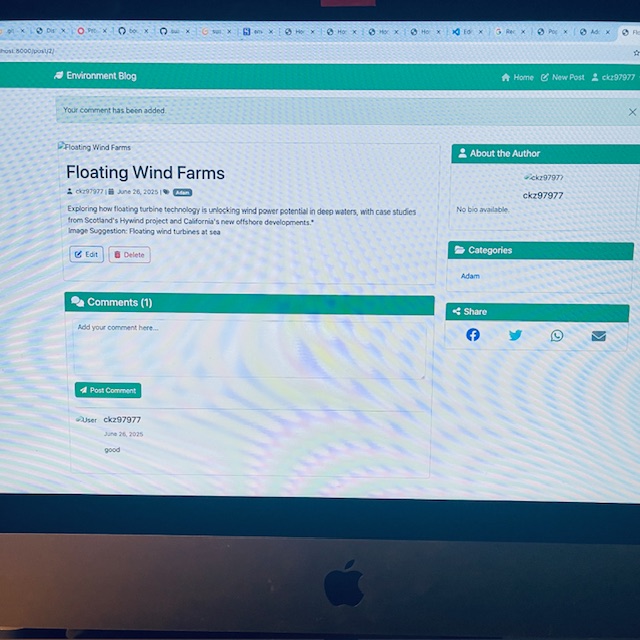 Environment Blog
Home New Post ckz97977
Your comment has been added.
Floating Wind Farms
Floating Wind Farms
ckz97977 | June 26, 2025 | Adam
Exploring how floating turbine technology is unlocking wind power potential in deep waters, with case studies
from Scotland's Hywind project and California's new offshore developments.*
Image Suggestion: Floating wind turbines at sea
Edit Delete
Comments (1)
Add your comment here...
Post Comment
User ckz97977
June 26, 2025
good
About the Author
ckz97977
ckz97977
No bio available.
Categories
Adam
Share